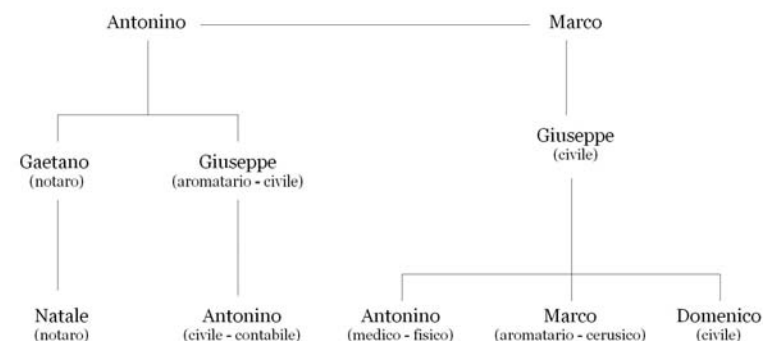 Antonino Marco
Giuseppe
(civile)
Gaetano Giuseppe
(notaro) (aromatario - civile)
Natale Antonino Antonino Marco Domenico
(notaro) (civile - contabile) (medico - fisico) (aromatario - cerusico) (civile)